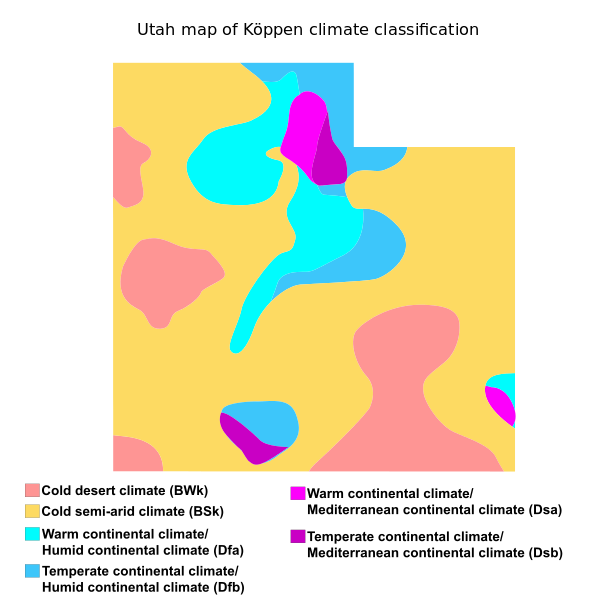 Utah map of Köppen climate classification
Cold desert climate (BWk)
Cold semi-arid climate (BSk)
Warm continental climate/
Humid continental climate (Dfa)
Temperate continental climate/
Humid continental climate (Dfb)
Warm continental climate/
Mediterranean continental climate (Dsa)
Temperate continental climate/
Mediterranean continental climate (Dsb)